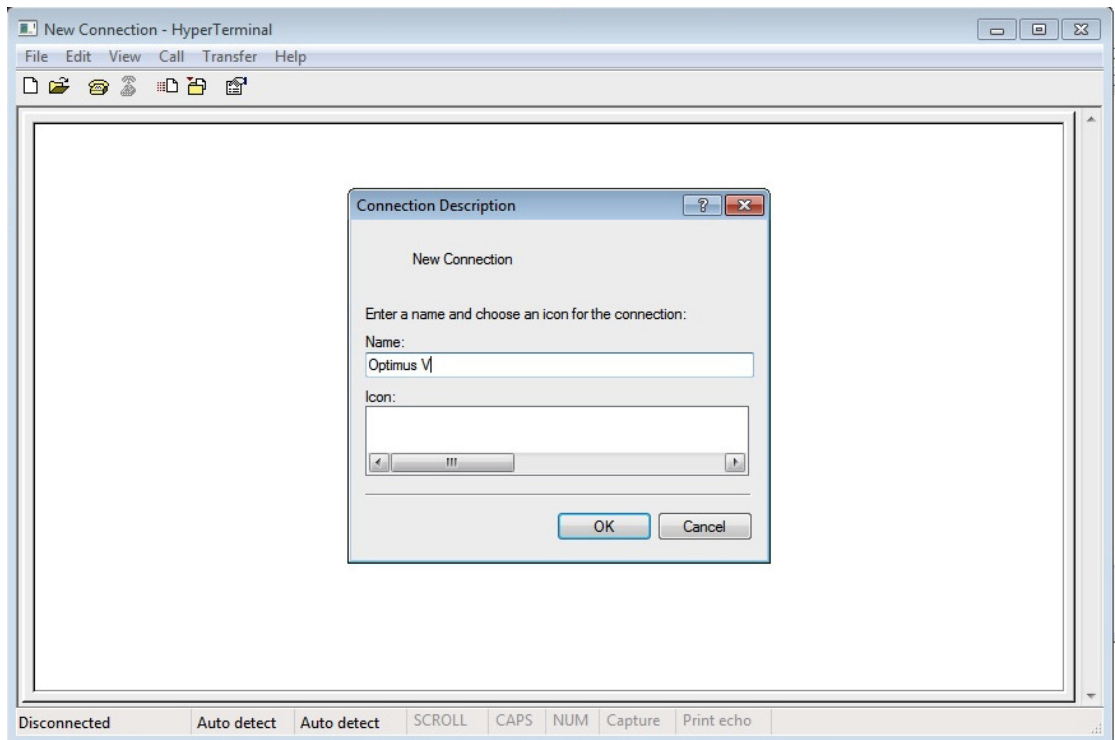 New Connection - HyperTerminal
File Edit View Call Transfer Help
Connection Description
New Connection
Enter a name and choose an icon for the connection:
Name:
Optimus V
Icon:
OK Cancel
Disconnected Auto detect Auto detect SCROLL CAPS NUM Capture Print echo